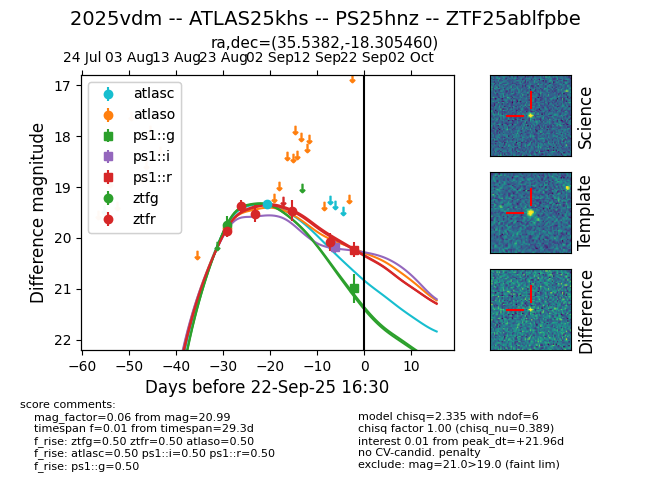 2025vdm -- ATLAS25khs -- PS25hnz -- ZTF25ablfpbe
ra,dec=(35.5382,-18.305460)
24 Jul 03 Aug 13 Aug 23 Aug 02 Sep 12 Sep 22 Sep 02 Oct
atlasc
atlaso
ps1::g
ps1::i
ps1::r
ztfg
ztfr
Difference magnitude
17
18
19
20
21
22
−60 −50 −40 −30 −20 −10 0 10
Days before 22-Sep-25 16:30
Science
Template
Difference
score comments:
mag_factor=0.06 from mag=20.99
timespan f=0.01 from timespan=29.3d
f_rise: ztfg=0.50 ztfr=0.50 atlaso=0.50
f_rise: atlasc=0.50 ps1::i=0.50 ps1::r=0.50
f_rise: ps1::g=0.50
model chisq=2.335 with ndof=6
chisq factor 1.00 (chisq_nu=0.389)
interest 0.01 from peak_dt=+21.96d
no CV-candid. penalty
exclude: mag=21.0>19.0 (faint lim)